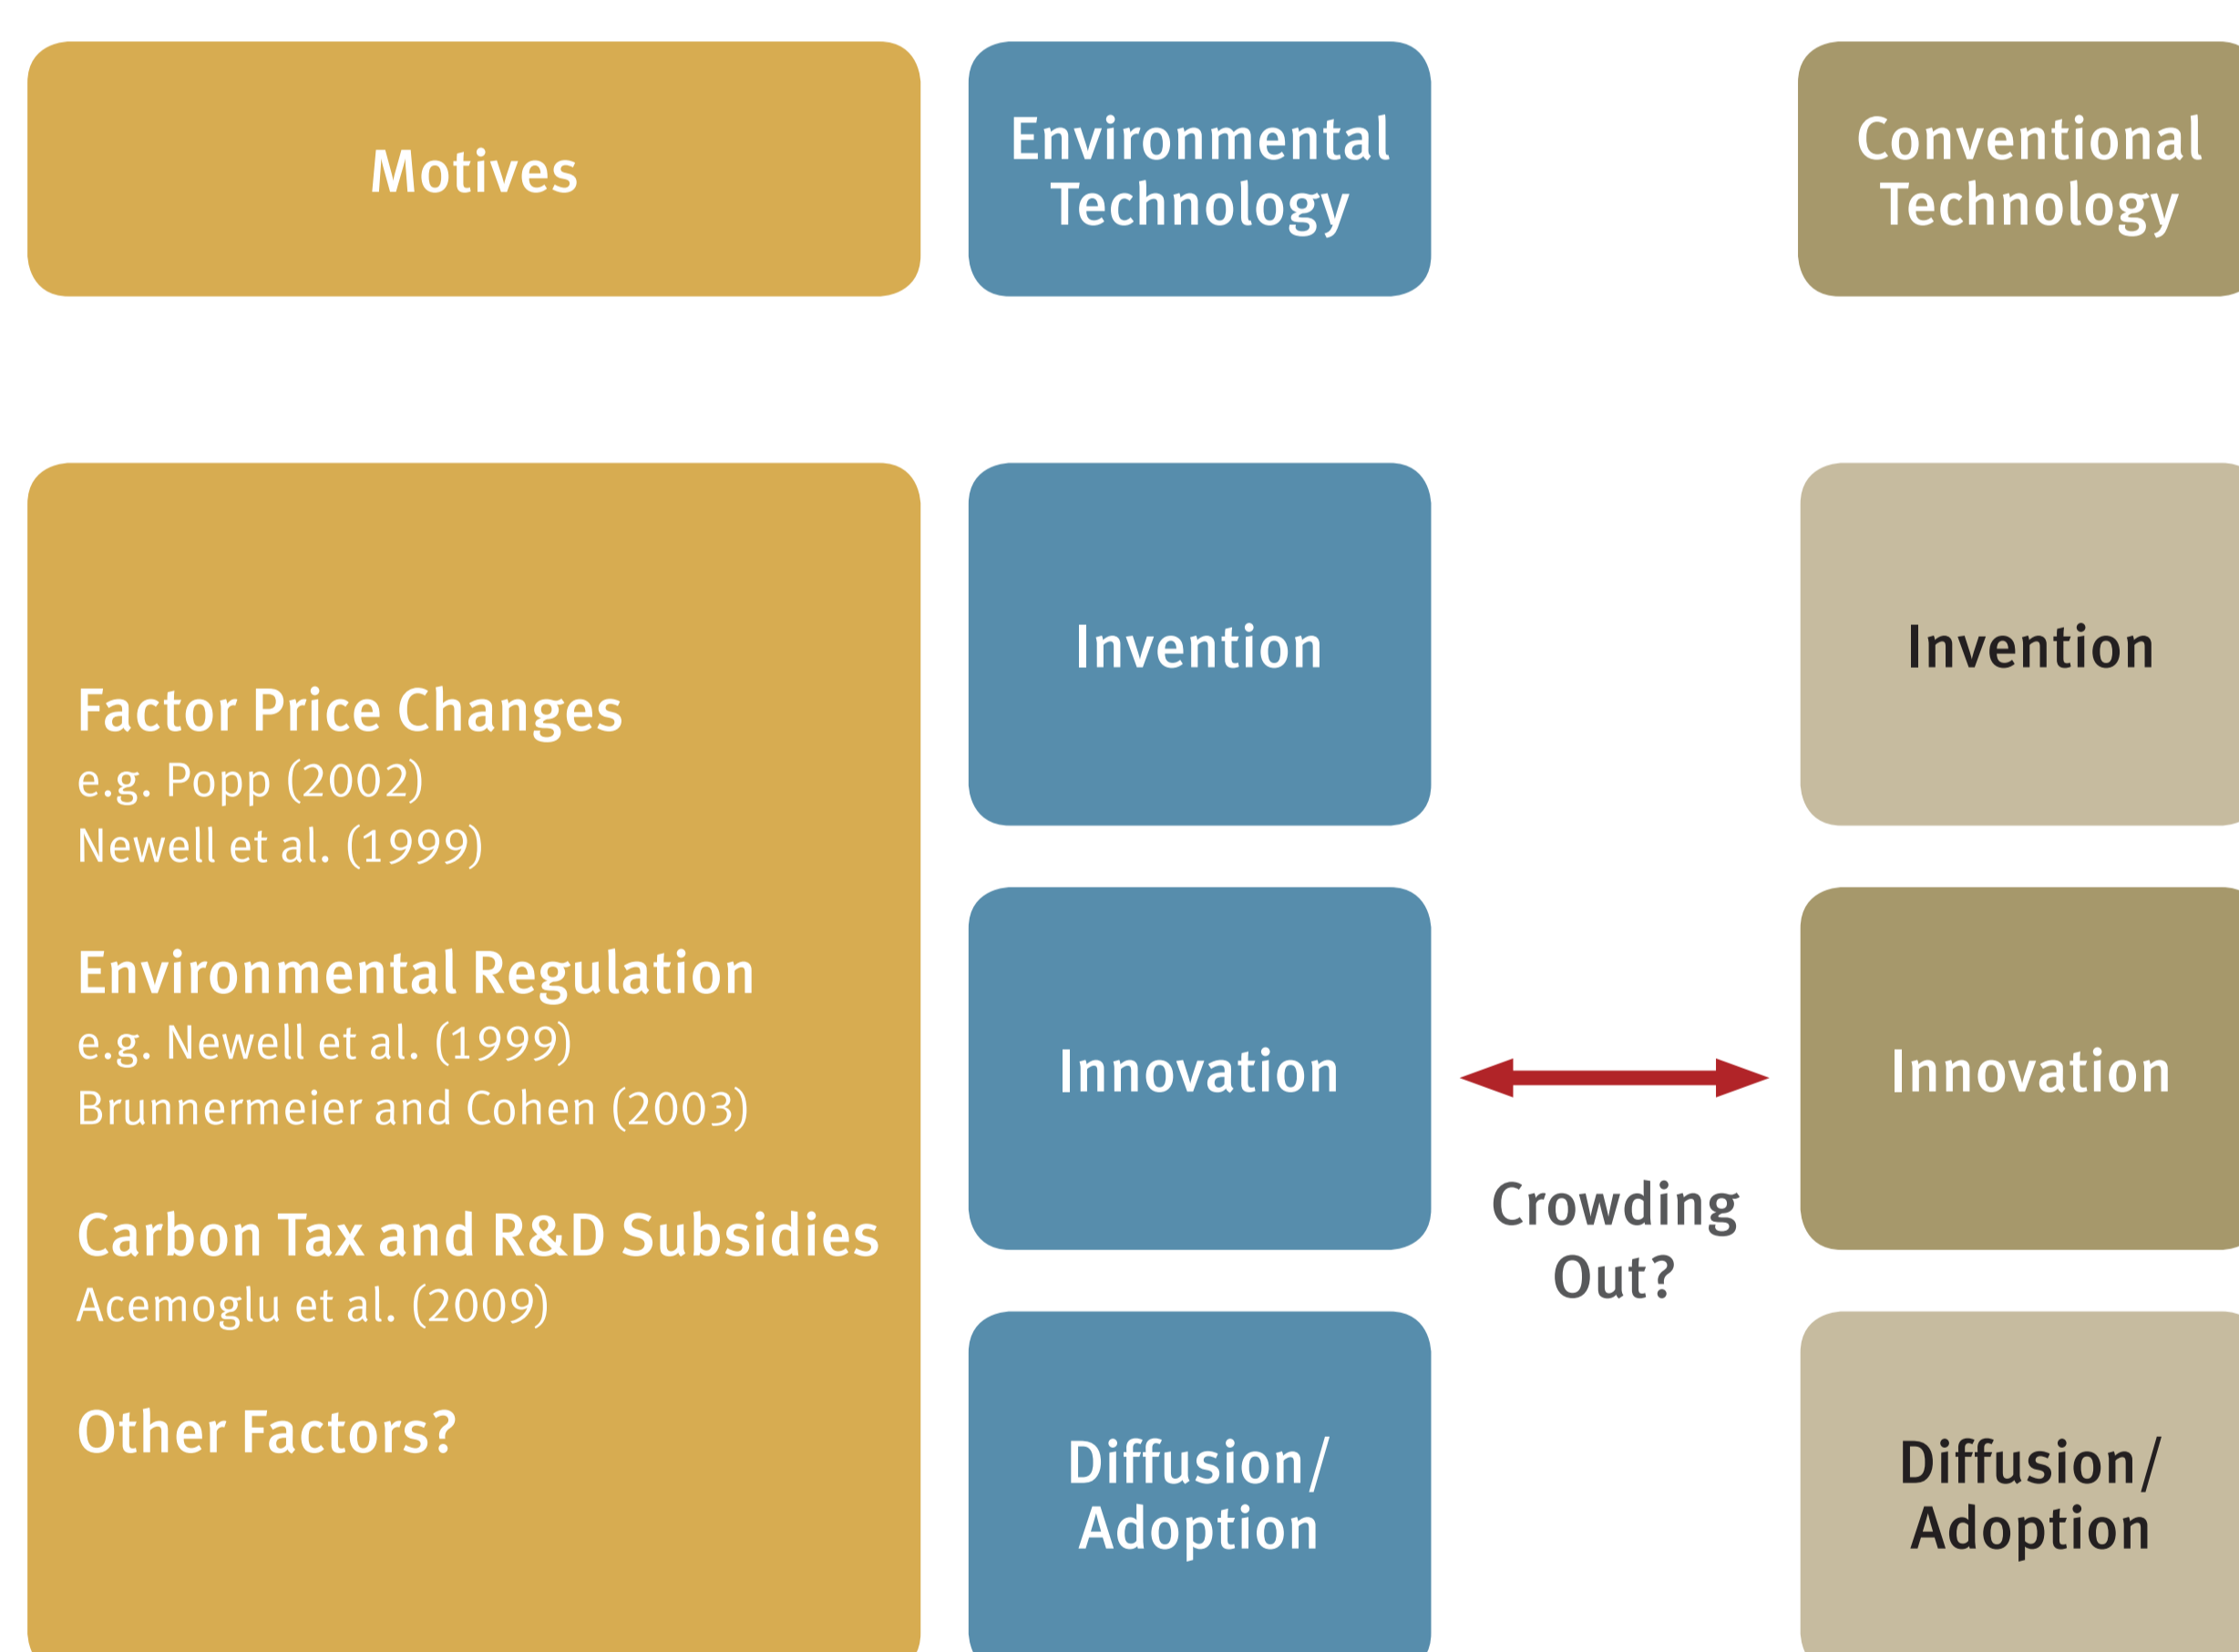 Motives
Environmental
Technology
Conventional
Technology
Factor Price Changes
e.g. Popp (2002)
Newell et al. (1999)
Environmental Regulation
e.g. Newell et al. (1999)
Brunnermeier and Cohen (2003)
Carbon Tax and R&D Subsidies
Acemoglu et al. (2009)
Other Factors?
Invention
Innovation
Diffusion/
Adoption
Crowding
Out?
Invention
Innovation
Diffusion/
Adoption